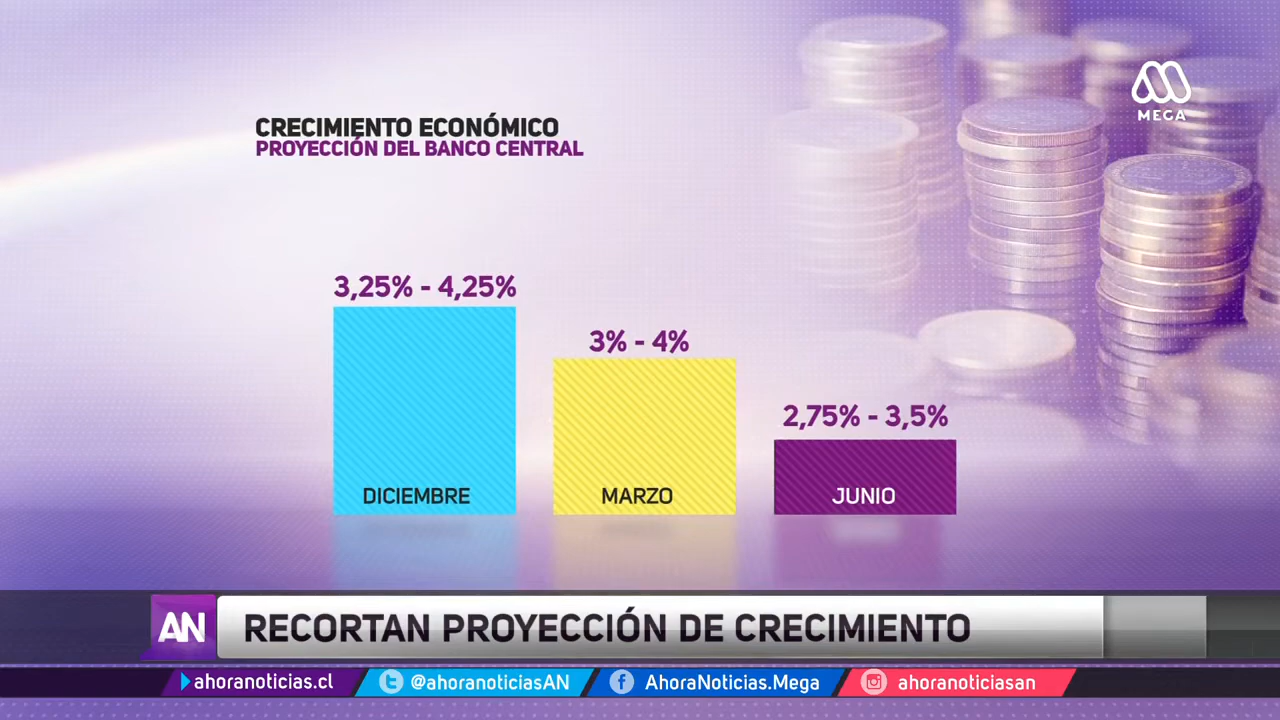 MEGA
CRECIMIENTO ECONÓMICO
PROYECCIÓN DEL BANCO CENTRAL
3,25% - 4,25%
3% - 4%
2,75% - 3,5%
DICIEMBRE
MARZO
JUNIO
AN
RECORTAN PROYECCIÓN DE CRECIMIENTO
ahoranoticias.cl
@ahoranoticiasAN
AhoraNoticias.Mega
ahoranoticiasan